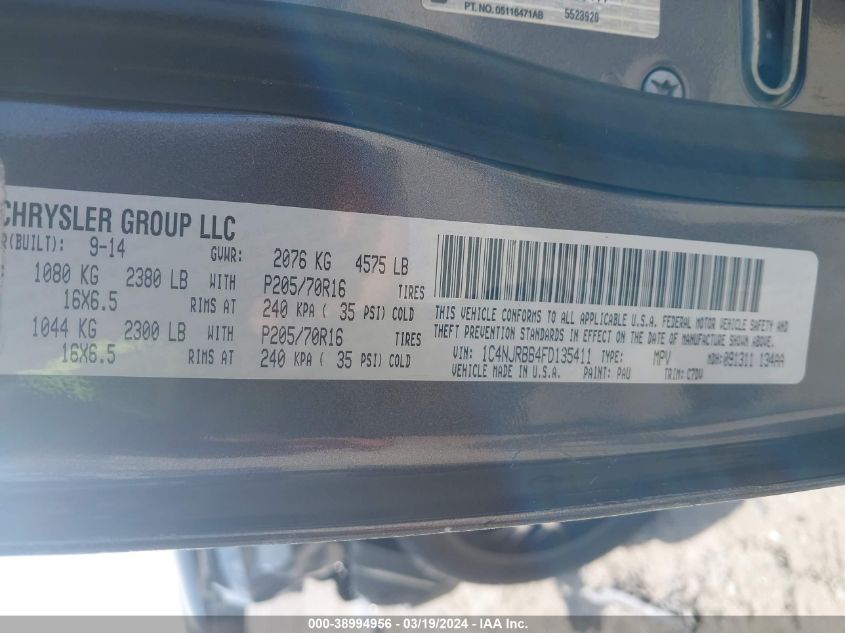 PT. NO. 05116471AB 5523920
CHRYSLER GROUP LLC
R(BUILT): 9-14 GVWR: 2076 KG 4575 LB
1080 KG 2380 LB WITH P205/70R16 TIRES
16X6.5 RIMS AT 240 KPA ( 35 PSI) COLD
1044 KG 2300 LB WITH P205/70R16 TIRES
16X6.5 RIMS AT 240 KPA ( 35 PSI) COLD
THIS VEHICLE CONFORMS TO ALL APPLICABLE U.S.A. FEDERAL MOTOR VEHICLE SAFETY AND
THEFT PREVENTION STANDARDS IN EFFECT ON THE DATE OF MANUFACTURE SHOWN ABOVE.
VIN: 1C4NJRBB4FD135411 TYPE: MPV MDH:091311 134AA
VEHICLE MADE IN U.S.A. PAINT: PAU TRIM: C7DV
000-38994956 - 03/19/2024 - IAAI Inc.